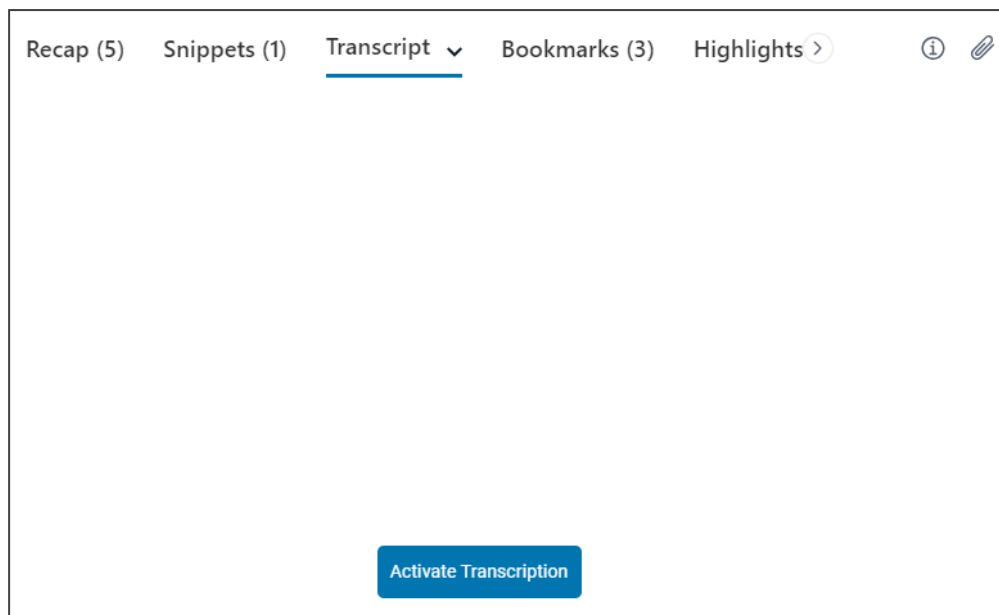 Recap (5) Snippets (1) Transcript Bookmarks (3) Highlights
Activate Transcription